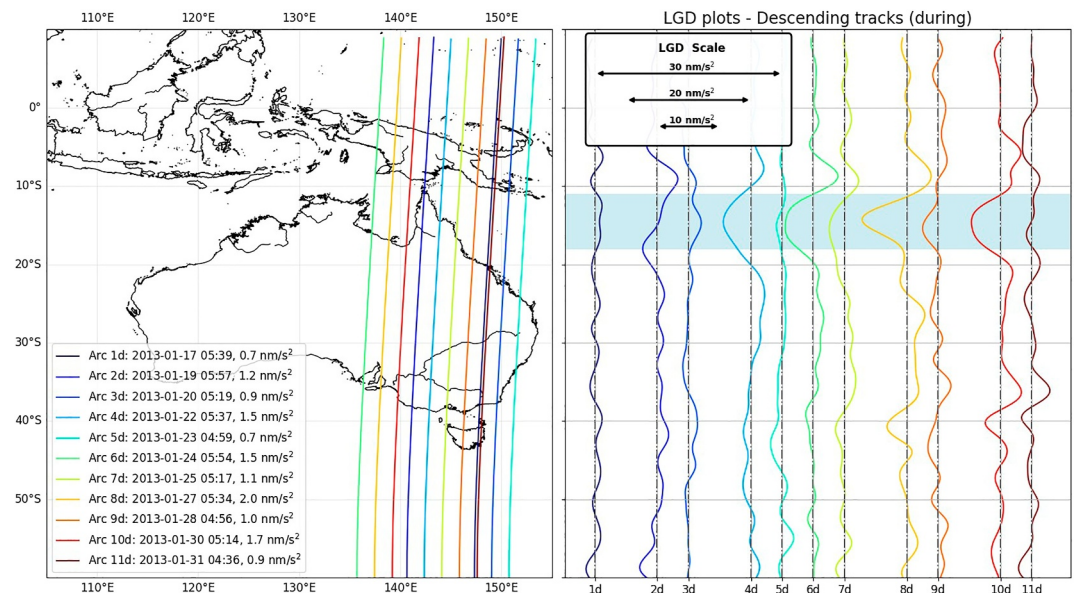 110°E 120°E 130°E 140°E 150°E
LGD plots - Descending tracks (during)
LGD Scale
30 nm/s²
20 nm/s²
10 nm/s²
0°
10°S
20°S
30°S
40°S
50°S
Arc 1d: 2013-01-17 05:39, 0.7 nm/s²
Arc 2d: 2013-01-19 05:57, 1.2 nm/s²
Arc 3d: 2013-01-20 05:19, 0.9 nm/s²
Arc 4d: 2013-01-22 05:37, 1.5 nm/s²
Arc 5d: 2013-01-23 04:59, 0.7 nm/s²
Arc 6d: 2013-01-24 05:54, 1.5 nm/s²
Arc 7d: 2013-01-25 05:17, 1.1 nm/s²
Arc 8d: 2013-01-27 05:34, 2.0 nm/s²
Arc 9d: 2013-01-28 04:56, 1.0 nm/s²
Arc 10d: 2013-01-30 05:14, 1.7 nm/s²
Arc 11d: 2013-01-31 04:36, 0.9 nm/s²
110°E 120°E 130°E 140°E 150°E
1d 2d 3d 4d 5d 6d 7d 8d 9d 10d 11d